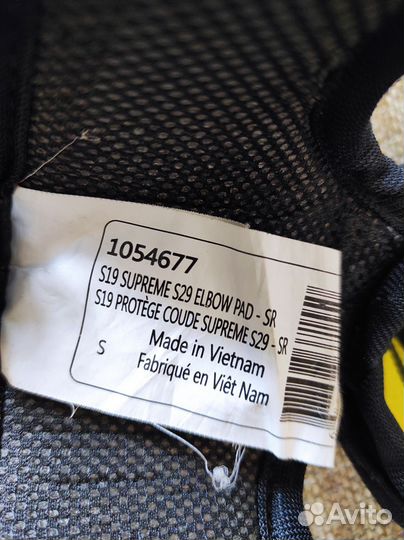 1054677
S19 SUPREME S29 ELBOW PAD - SR
S19 PROTÈGE COUDE SUPREME S29 - SR
S
Made in Vietnam
Fabriqué en Viêt Nam
Avito